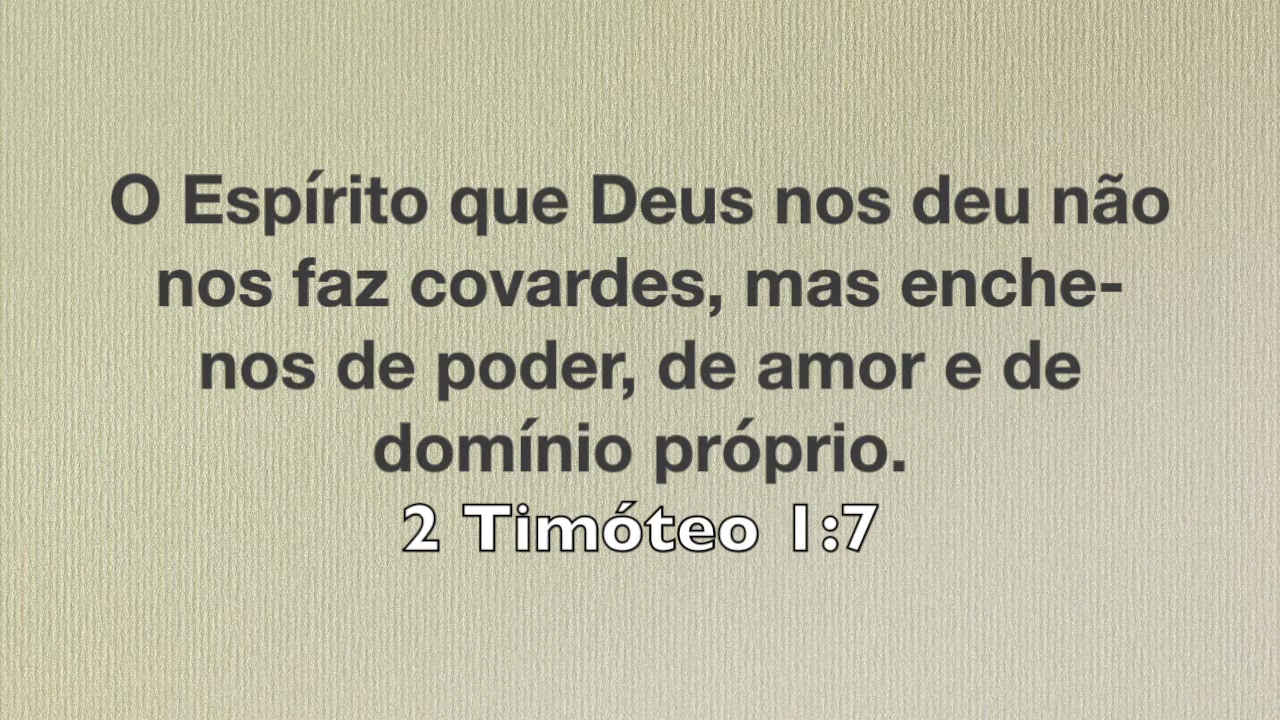 O Espírito que Deus nos deu não
nos faz covardes, mas enche-
nos de poder, de amor e de
domínio próprio.
2 Timóteo 1:7